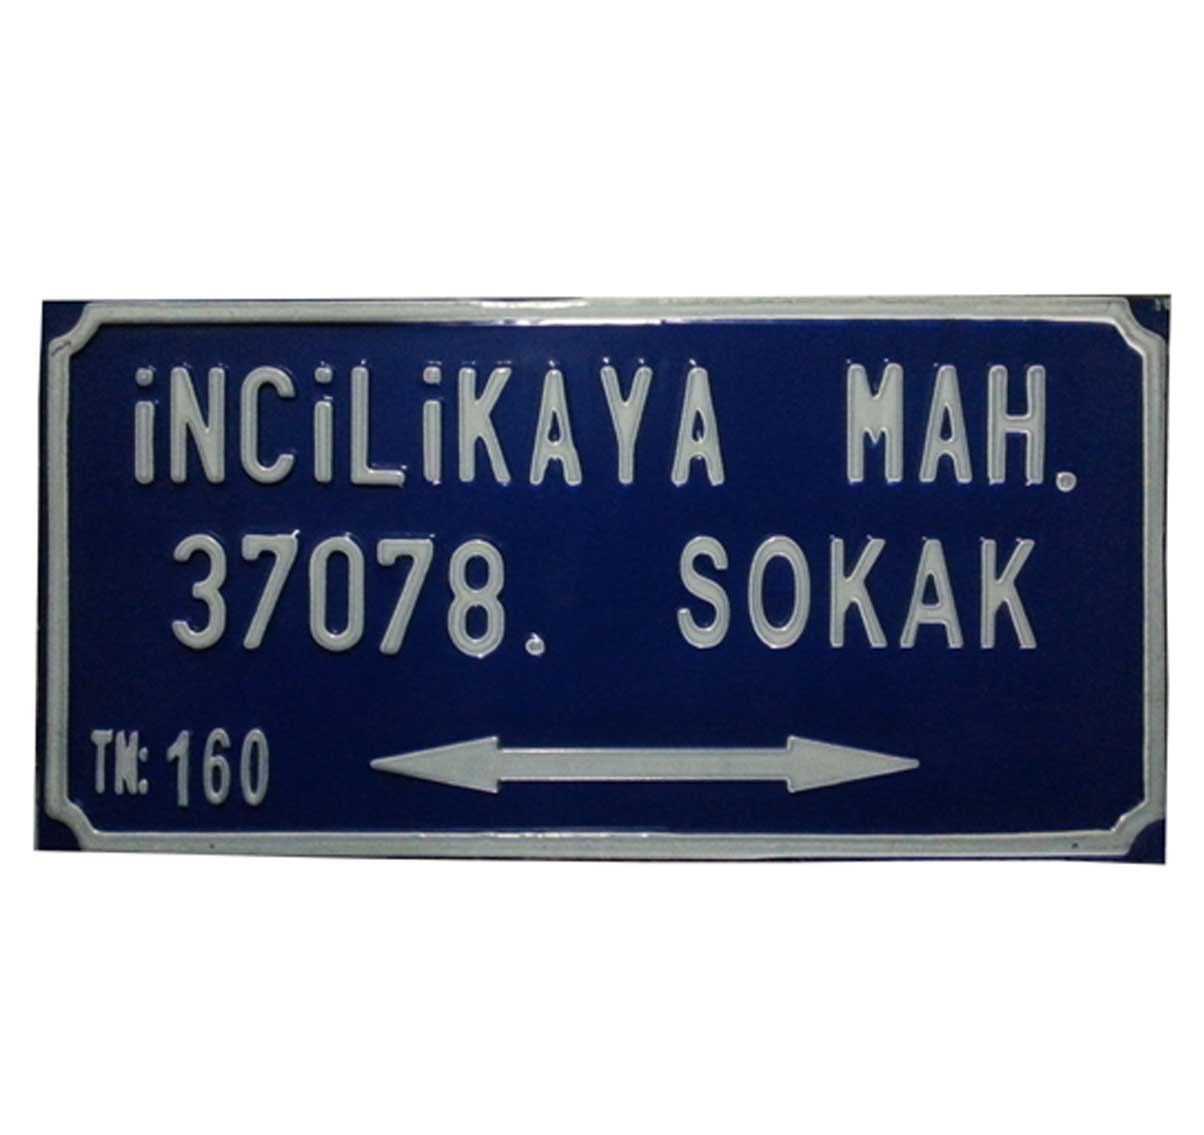 İNCİLİKAYA MAH.
37078. SOKAK
TN: 160